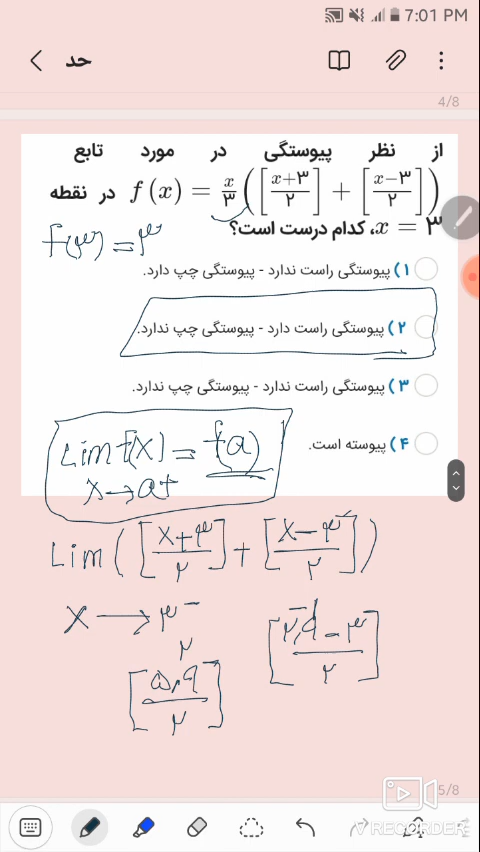 7:01 PM
حد
4/8
از نظر پیوستگی در مورد تابع
f(x) = x/۳([x+۳/۲] + [x−۳/۲]) در نقطه
x = ۳، کدام درست است؟
f(۳) = ۳
۱) پیوستگی راست ندارد - پیوستگی چپ دارد.
۲) پیوستگی راست دارد - پیوستگی چپ ندارد.
۳) پیوستگی راست ندارد - پیوستگی چپ ندارد.
۴) پیوسته است.
Lim f(x) = f(a)
x→a+
Lim ([x+۳/۲] + [x−۳/۲])
x → ۳⁻
۲
[۵٫۹/۲]
5/8
V RECORDER